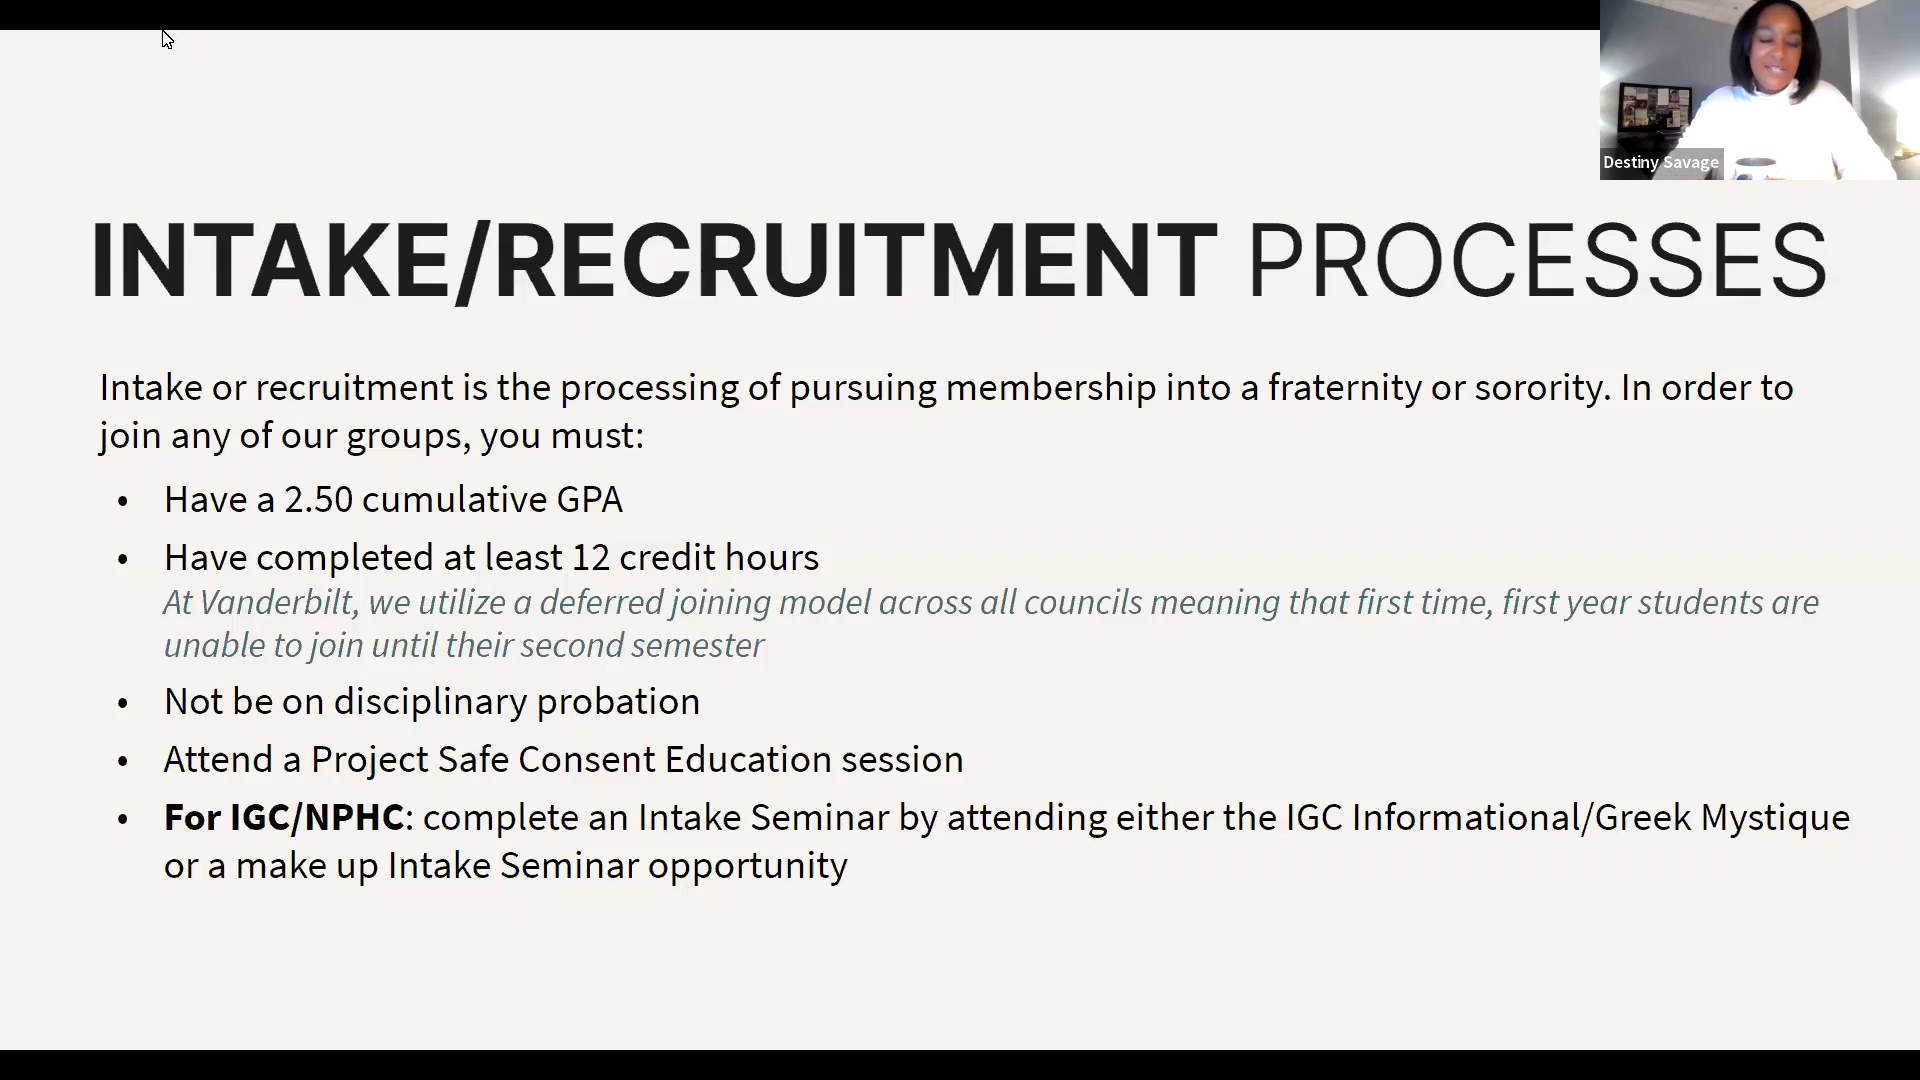 Destiny Savage
INTAKE/RECRUITMENT PROCESSES
Intake or recruitment is the processing of pursuing membership into a fraternity or sorority. In order to
join any of our groups, you must:
• Have a 2.50 cumulative GPA
• Have completed at least 12 credit hours
At Vanderbilt, we utilize a deferred joining model across all councils meaning that first time, first year students are
unable to join until their second semester
• Not be on disciplinary probation
• Attend a Project Safe Consent Education session
• For IGC/NPHC: complete an Intake Seminar by attending either the IGC Informational/Greek Mystique
or a make up Intake Seminar opportunity